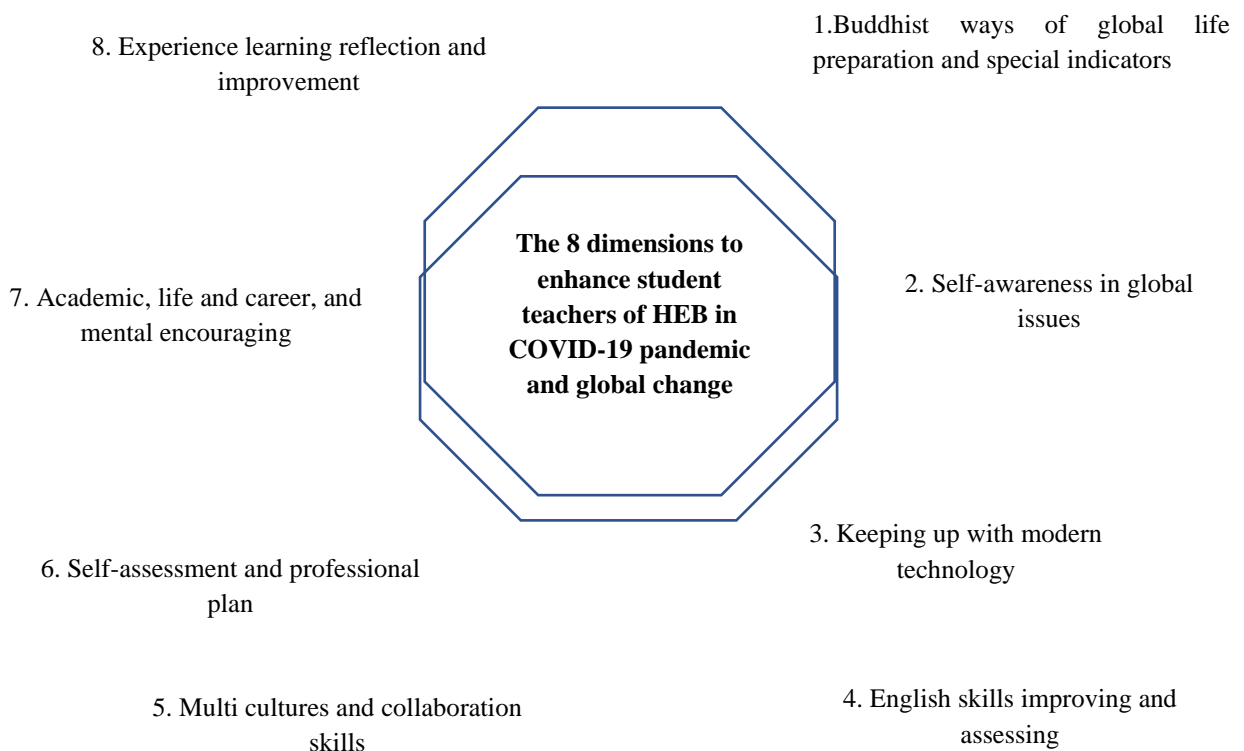 1.Buddhist ways of global life
preparation and special indicators
8. Experience learning reflection and
improvement
The 8 dimensions to
enhance student
teachers of HEB in
COVID-19 pandemic
and global change
2. Self-awareness in global
issues
7. Academic, life and career, and
mental encouraging
3. Keeping up with modern
technology
6. Self-assessment and professional
plan
4. English skills improving and
assessing
5. Multi cultures and collaboration
skills